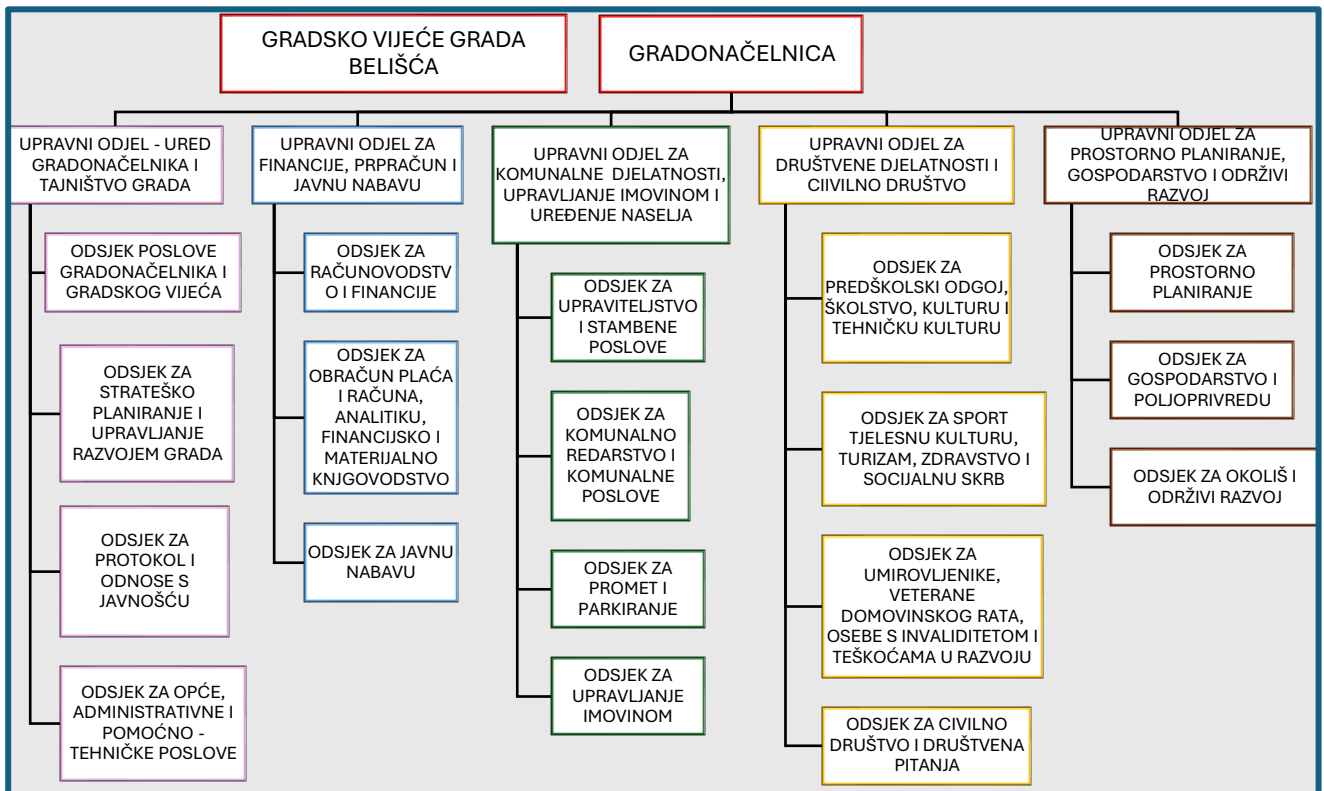 GRADSKO VIJEĆE GRADA
BELIŠĆA
GRADONAČELNICA
UPRAVNI ODJEL - URED
GRADONAČELNIKA I
TAJNIŠTVO GRADA
ODSJEK POSLOVE
GRADONAČELNIKA I
GRADSKOG VIJEĆA
ODSJEK ZA
STRATEŠKO
PLANIRANJE I
UPRAVLJANJE
RAZVOJEM GRADA
ODSJEK ZA
PROTOKOL I
ODNOSE S
JAVNOŠĆU
ODSJEK ZA OPĆE,
ADMINISTRATIVNE I
POMOĆNO -
TEHNIČKE POSLOVE
UPRAVNI ODJEL ZA
FINANCIJE, PRPRAČUN I
JAVNU NABAVU
ODSJEK ZA
RAČUNOVODSTV
O I FINANCIJE
ODSJEK ZA
OBRAČUN PLAĆA
I RAČUNA,
ANALITIKU,
FINANCIJSKO I
MATERIJALNO
KNJGOVODSTVO
ODSJEK ZA JAVNU
NABAVU
UPRAVNI ODJEL ZA
KOMUNALNE DJELATNOSTI,
UPRAVLJANJE IMOVINOM I
UREĐENJE NASELJA
ODSJEK ZA
UPRAVITELJSTVO
I STAMBENE
POSLOVE
ODSJEK ZA
KOMUNALNO
REDARSTVO I
KOMUNALNE
POSLOVE
ODSJEK ZA
PROMET I
PARKIRANJE
ODSJEK ZA
UPRAVLJANJE
IMOVINOM
UPRAVNI ODJEL ZA
DRUŠTVENE DJELATNOSTI I
CIIVILNO DRUŠTVO
ODSJEK ZA
PREDŠKOLSKI ODGOJ,
ŠKOLSTVO, KULTURU I
TEHNIČKU KULTURU
ODSJEK ZA SPORT
TJELESNU KULTURU,
TURIZAM, ZDRAVSTVO I
SOCIJALNU SKRB
ODSJEK ZA
UMIROVLJENIKE,
VETERANE
DOMOVINSKOG RATA,
OSEBE S INVALIDITETOM I
TEŠKOĆAMA U RAZVOJU
ODSJEK ZA CIVILNO
DRUŠTVO I DRUŠTVENA
PITANJA
UPRAVNI ODJEL ZA
PROSTORNO PLANIRANJE,
GOSPODARSTVO I ODRŽIVI
RAZVOJ
ODSJEK ZA
PROSTORNO
PLANIRANJE
ODSJEK ZA
GOSPODARSTVO I
POLJOPRIVREDU
ODSJEK ZA OKOLIŠ I
ODRŽIVI RAZVOJ